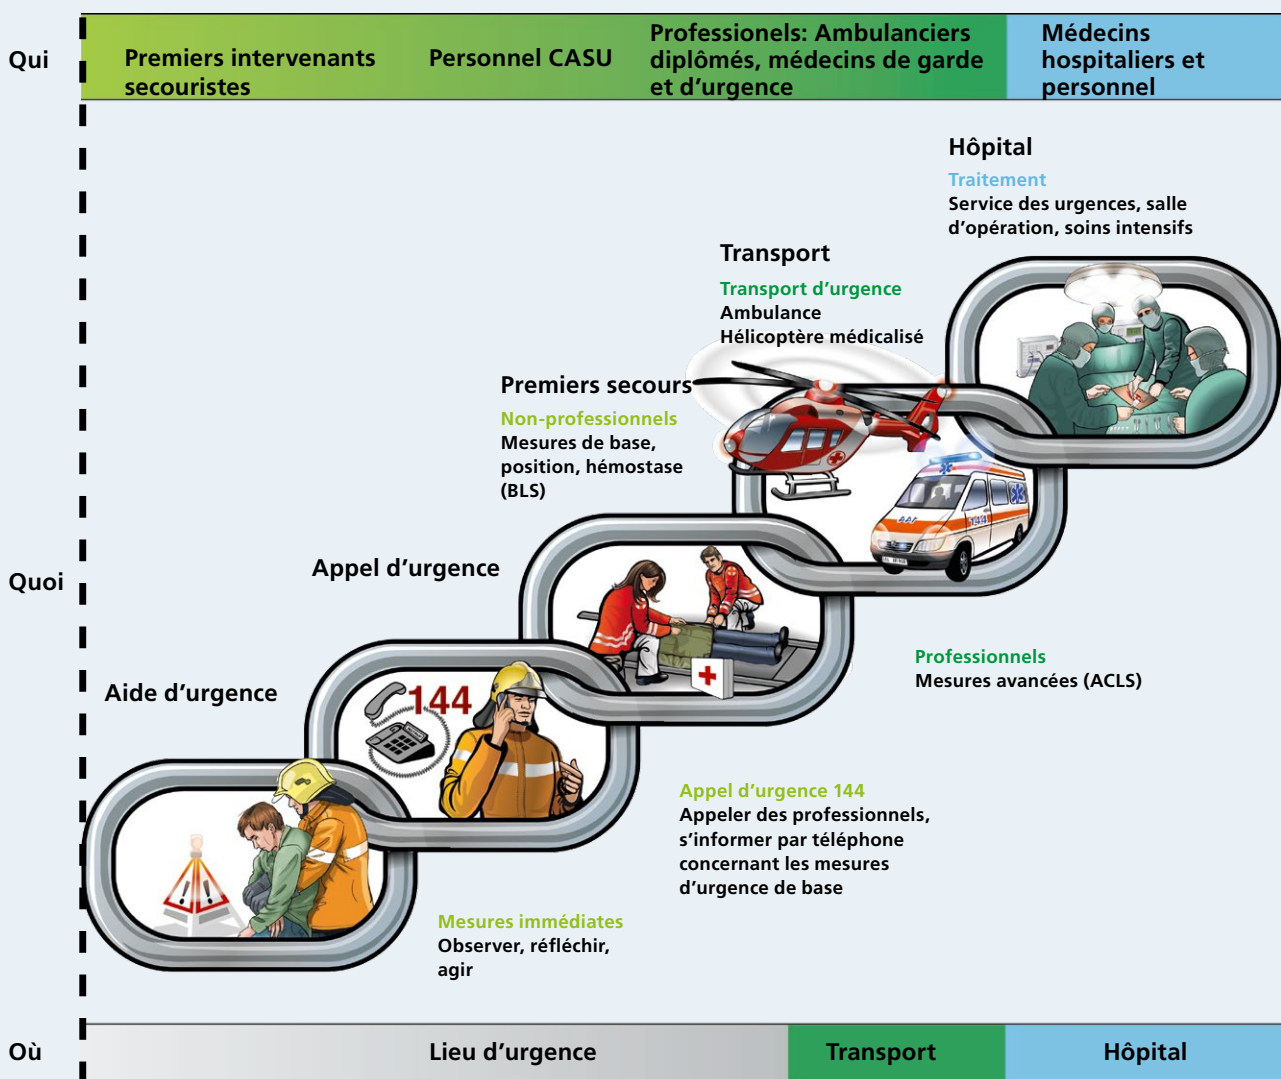 Qui
Premiers intervenants
secouristes
Personnel CASU
Professionels: Ambulanciers
diplômés, médecins de garde
et d'urgence
Médecins
hospitaliers et
personnel
Hôpital
Traitement
Service des urgences, salle
d'opération, soins intensifs
Transport
Transport d'urgence
Ambulance
Hélicoptère médicalisé
Premiers secours
Non-professionnels
Mesures de base,
position, hémostase
(BLS)
Quoi
Appel d'urgence
144
144
Professionnels
Mesures avancées (ACLS)
Aide d'urgence
Appel d'urgence 144
Appeler des professionnels,
s'informer par téléphone
concernant les mesures
d'urgence de base
Mesures immédiates
Observer, réfléchir,
agir
Où
Lieu d'urgence
Transport
Hôpital